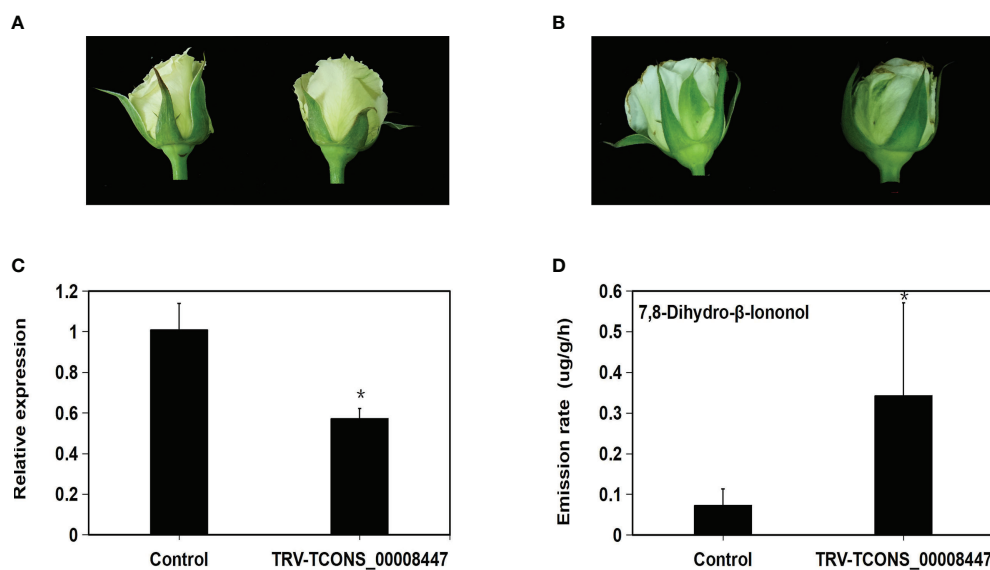 A
B
C
Relative expression
1.2
1
0.8
0.6
0.4
0.2
0
*
Control
TRV-TCONS_00008447
D
Emission rate (ug/g/h)
0.6
0.5
0.4
0.3
0.2
0.1
0
7,8-Dihydro-β-Iononol
*
Control
TRV-TCONS_00008447